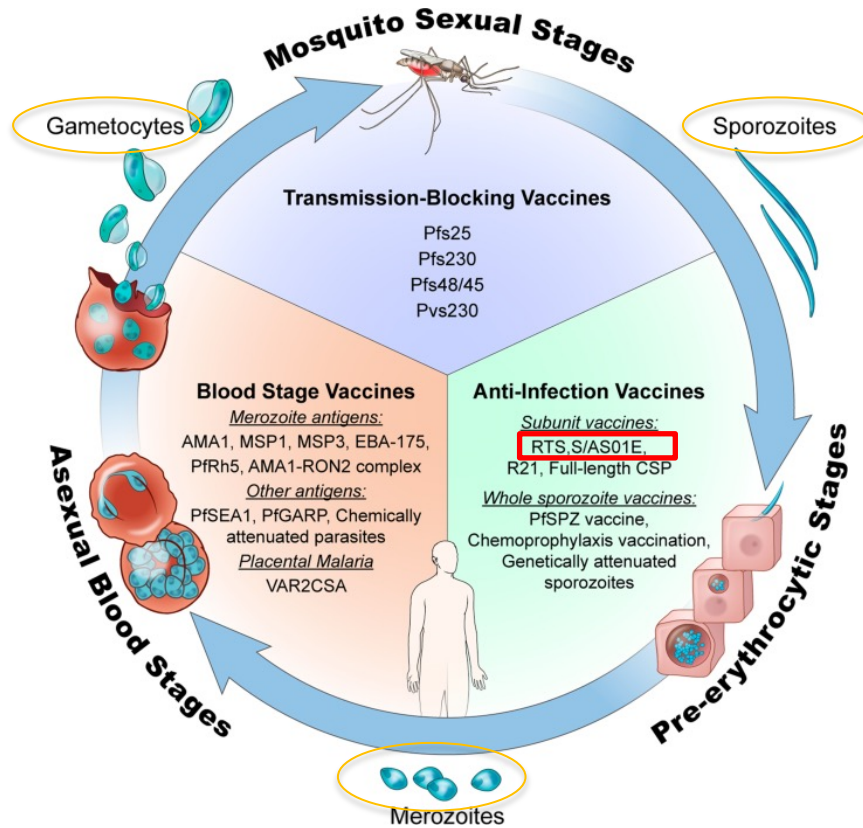 Mosquito Sexual Stages
Gametocytes
Sporozoites
Transmission-Blocking Vaccines
Pfs25
Pfs230
Pfs48/45
Pvs230
Blood Stage Vaccines
Merozoite antigens:
AMA1, MSP1, MSP3, EBA-175,
PfRh5, AMA1-RON2 complex
Other antigens:
PfSEA1, PfGARP, Chemically
attenuated parasites
Placental Malaria
VAR2CSA
Anti-Infection Vaccines
Subunit vaccines:
RTS,S/AS01E,
R21, Full-length CSP
Whole sporozoite vaccines:
PfSPZ vaccine,
Chemoprophylaxis vaccination,
Genetically attenuated
sporozoites
Asexual Blood Stages
Pre-erythrocytic Stages
Merozoites